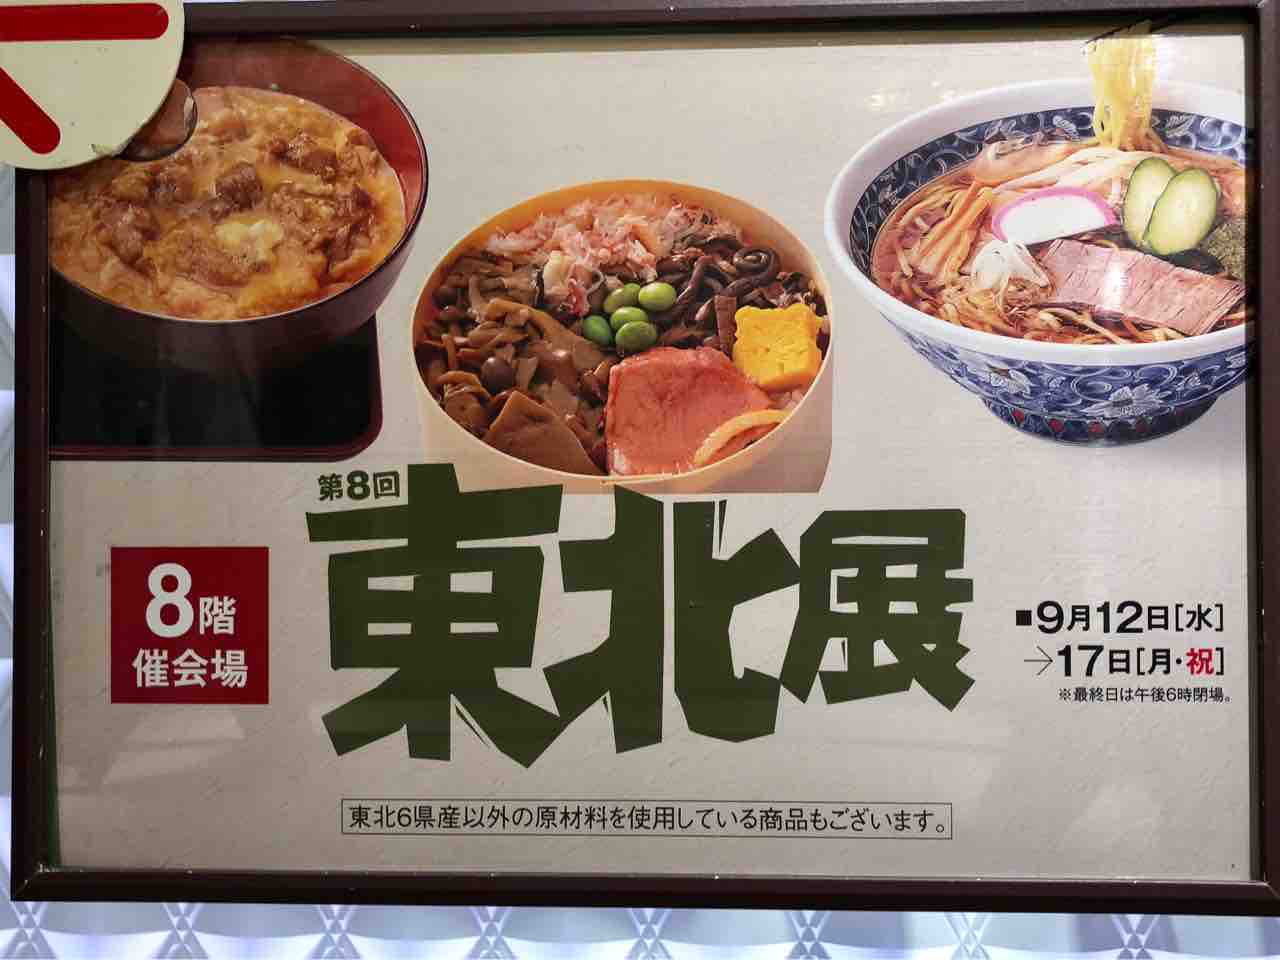 第8回
東北展
8階
催会場
■9月12日[水]
→17日[月・祝]
※最終日は午後6時閉場。
東北6県産以外の原材料を使用している商品もございます。